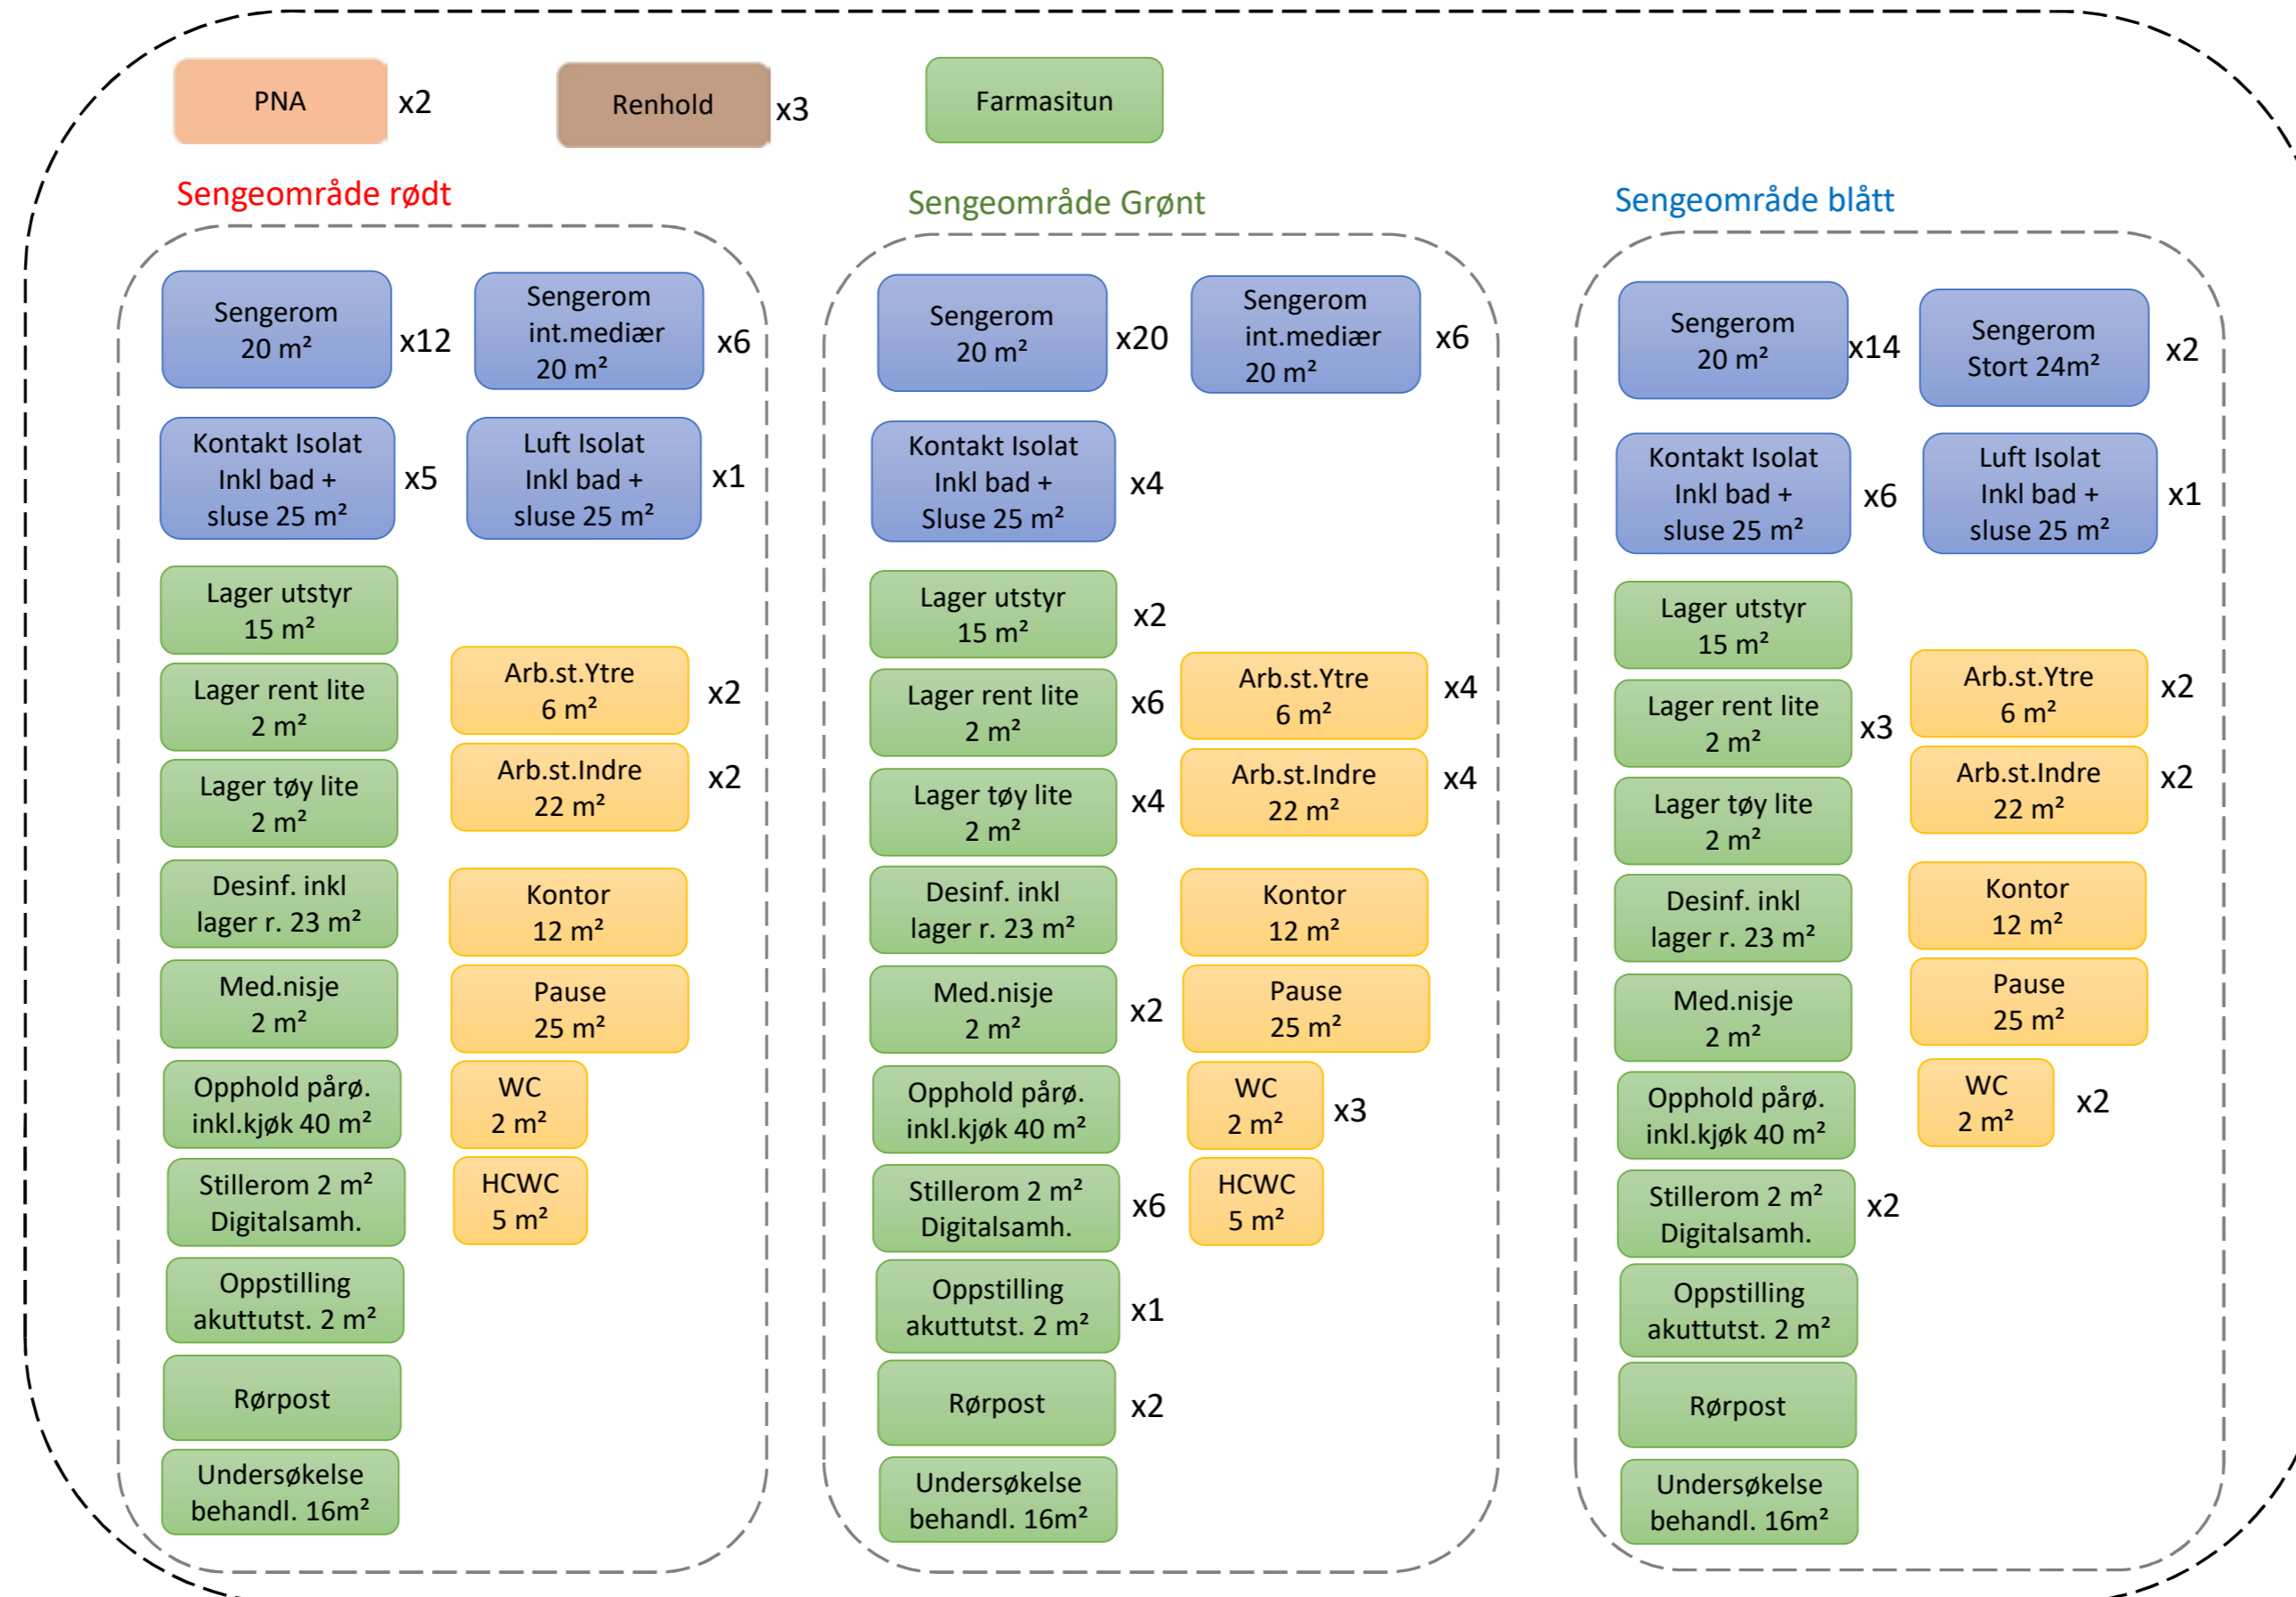 PNA
x2
Renhold
x3
Farmasitun
Sengeområde rødt
Sengerom
20 m²
x12
Sengerom
int.mediær
20 m²
x6
Kontakt Isolat
Inkl bad +
sluse 25 m²
x5
Luft Isolat
Inkl bad +
sluse 25 m²
x1
Lager utstyr
15 m²
Lager rent lite
2 m²
Lager tøy lite
2 m²
Desinf. inkl
lager r. 23 m²
Med.nisje
2 m²
Opphold pårø.
inkl.kjøk 40 m²
Stillerom 2 m²
Digitalsamh.
Oppstilling
akuttutst. 2 m²
Rørpost
Undersøkelse
behandl. 16m²
Arb.st.Ytre
6 m²
x2
Arb.st.Indre
22 m²
x2
Kontor
12 m²
Pause
25 m²
WC
2 m²
HCWC
5 m²
Sengeområde Grønt
Sengerom
20 m²
x20
Sengerom
int.mediær
20 m²
x6
Kontakt Isolat
Inkl bad +
Sluse 25 m²
x4
Lager utstyr
15 m²
x2
Lager rent lite
2 m²
x6
Lager tøy lite
2 m²
x4
Desinf. inkl
lager r. 23 m²
Med.nisje
2 m²
x2
Opphold pårø.
inkl.kjøk 40 m²
Stillerom 2 m²
Digitalsamh.
x6
Oppstilling
akuttutst. 2 m²
x1
Rørpost
x2
Undersøkelse
behandl. 16m²
Arb.st.Ytre
6 m²
x4
Arb.st.Indre
22 m²
x4
Kontor
12 m²
Pause
25 m²
WC
2 m²
x3
HCWC
5 m²
Sengeområde blått
Sengerom
20 m²
x14
Sengerom
Stort 24m²
x2
Kontakt Isolat
Inkl bad +
sluse 25 m²
x6
Luft Isolat
Inkl bad +
sluse 25 m²
x1
Lager utstyr
15 m²
Lager rent lite
2 m²
x3
Lager tøy lite
2 m²
Desinf. inkl
lager r. 23 m²
Med.nisje
2 m²
Opphold pårø.
inkl.kjøk 40 m²
Stillerom 2 m²
Digitalsamh.
x2
Oppstilling
akuttutst. 2 m²
Rørpost
Undersøkelse
behandl. 16m²
Arb.st.Ytre
6 m²
x2
Arb.st.Indre
22 m²
x2
Kontor
12 m²
Pause
25 m²
WC
2 m²
x2